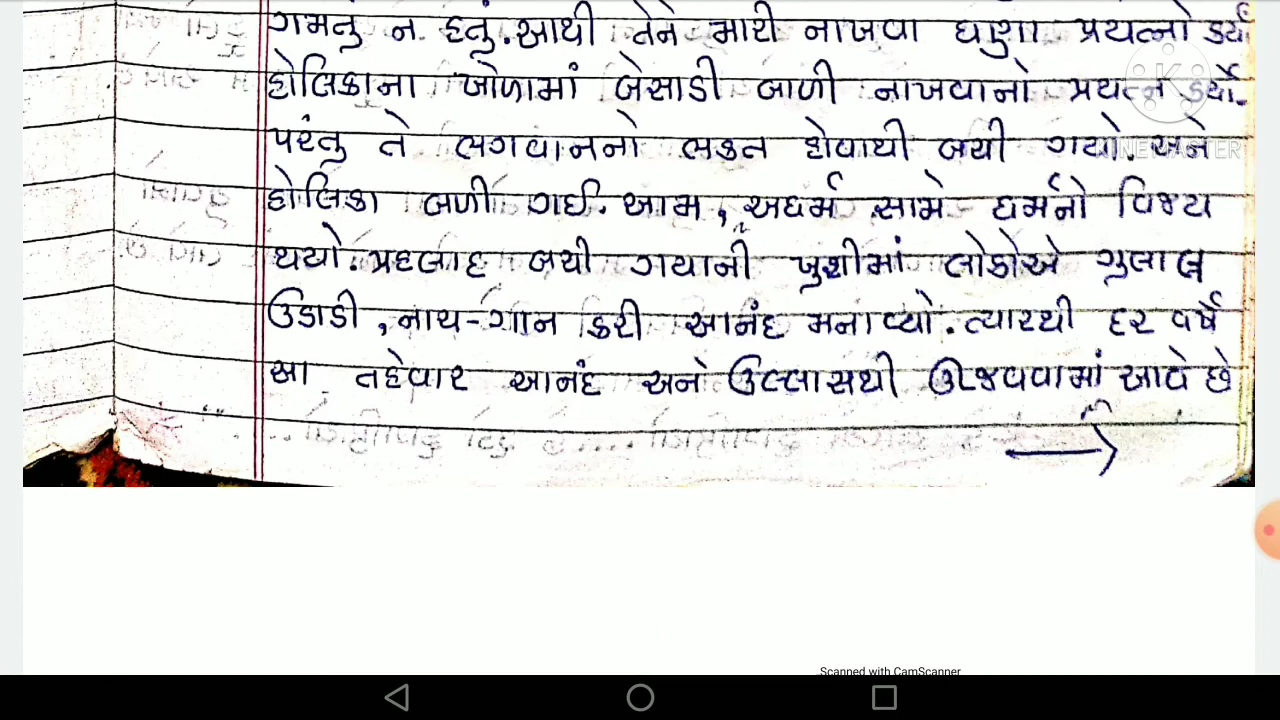 ગમતુ ન હતું. આથી તેને મારી નાખવા ઘણા પ્રયત્નો કર્યા
હોલિકાના ખોળામાં બેસાડી બાળી નાખવાનો પ્રયત્ન કર્યો.
પરંતુ તે ભગવાનનો ભકત હોવાથી બચી ગયો. અને
હોલિકા બળી ગઈ. આમ, અધર્મ સામે ધર્મનો વિજય
થયો. પ્રહલાદ બચી ગયાની ખુશીમાં લોકોએ ગુલાલ
ઉડાડી, નાચ-ગાન કરી આનંદ મનાવ્યો. ત્યારથી દર વર્ષે
આ તહેવાર આનંદ અને ઉલ્લાસથી ઊજવવામાં આવે છે
Scanned with CamScanner